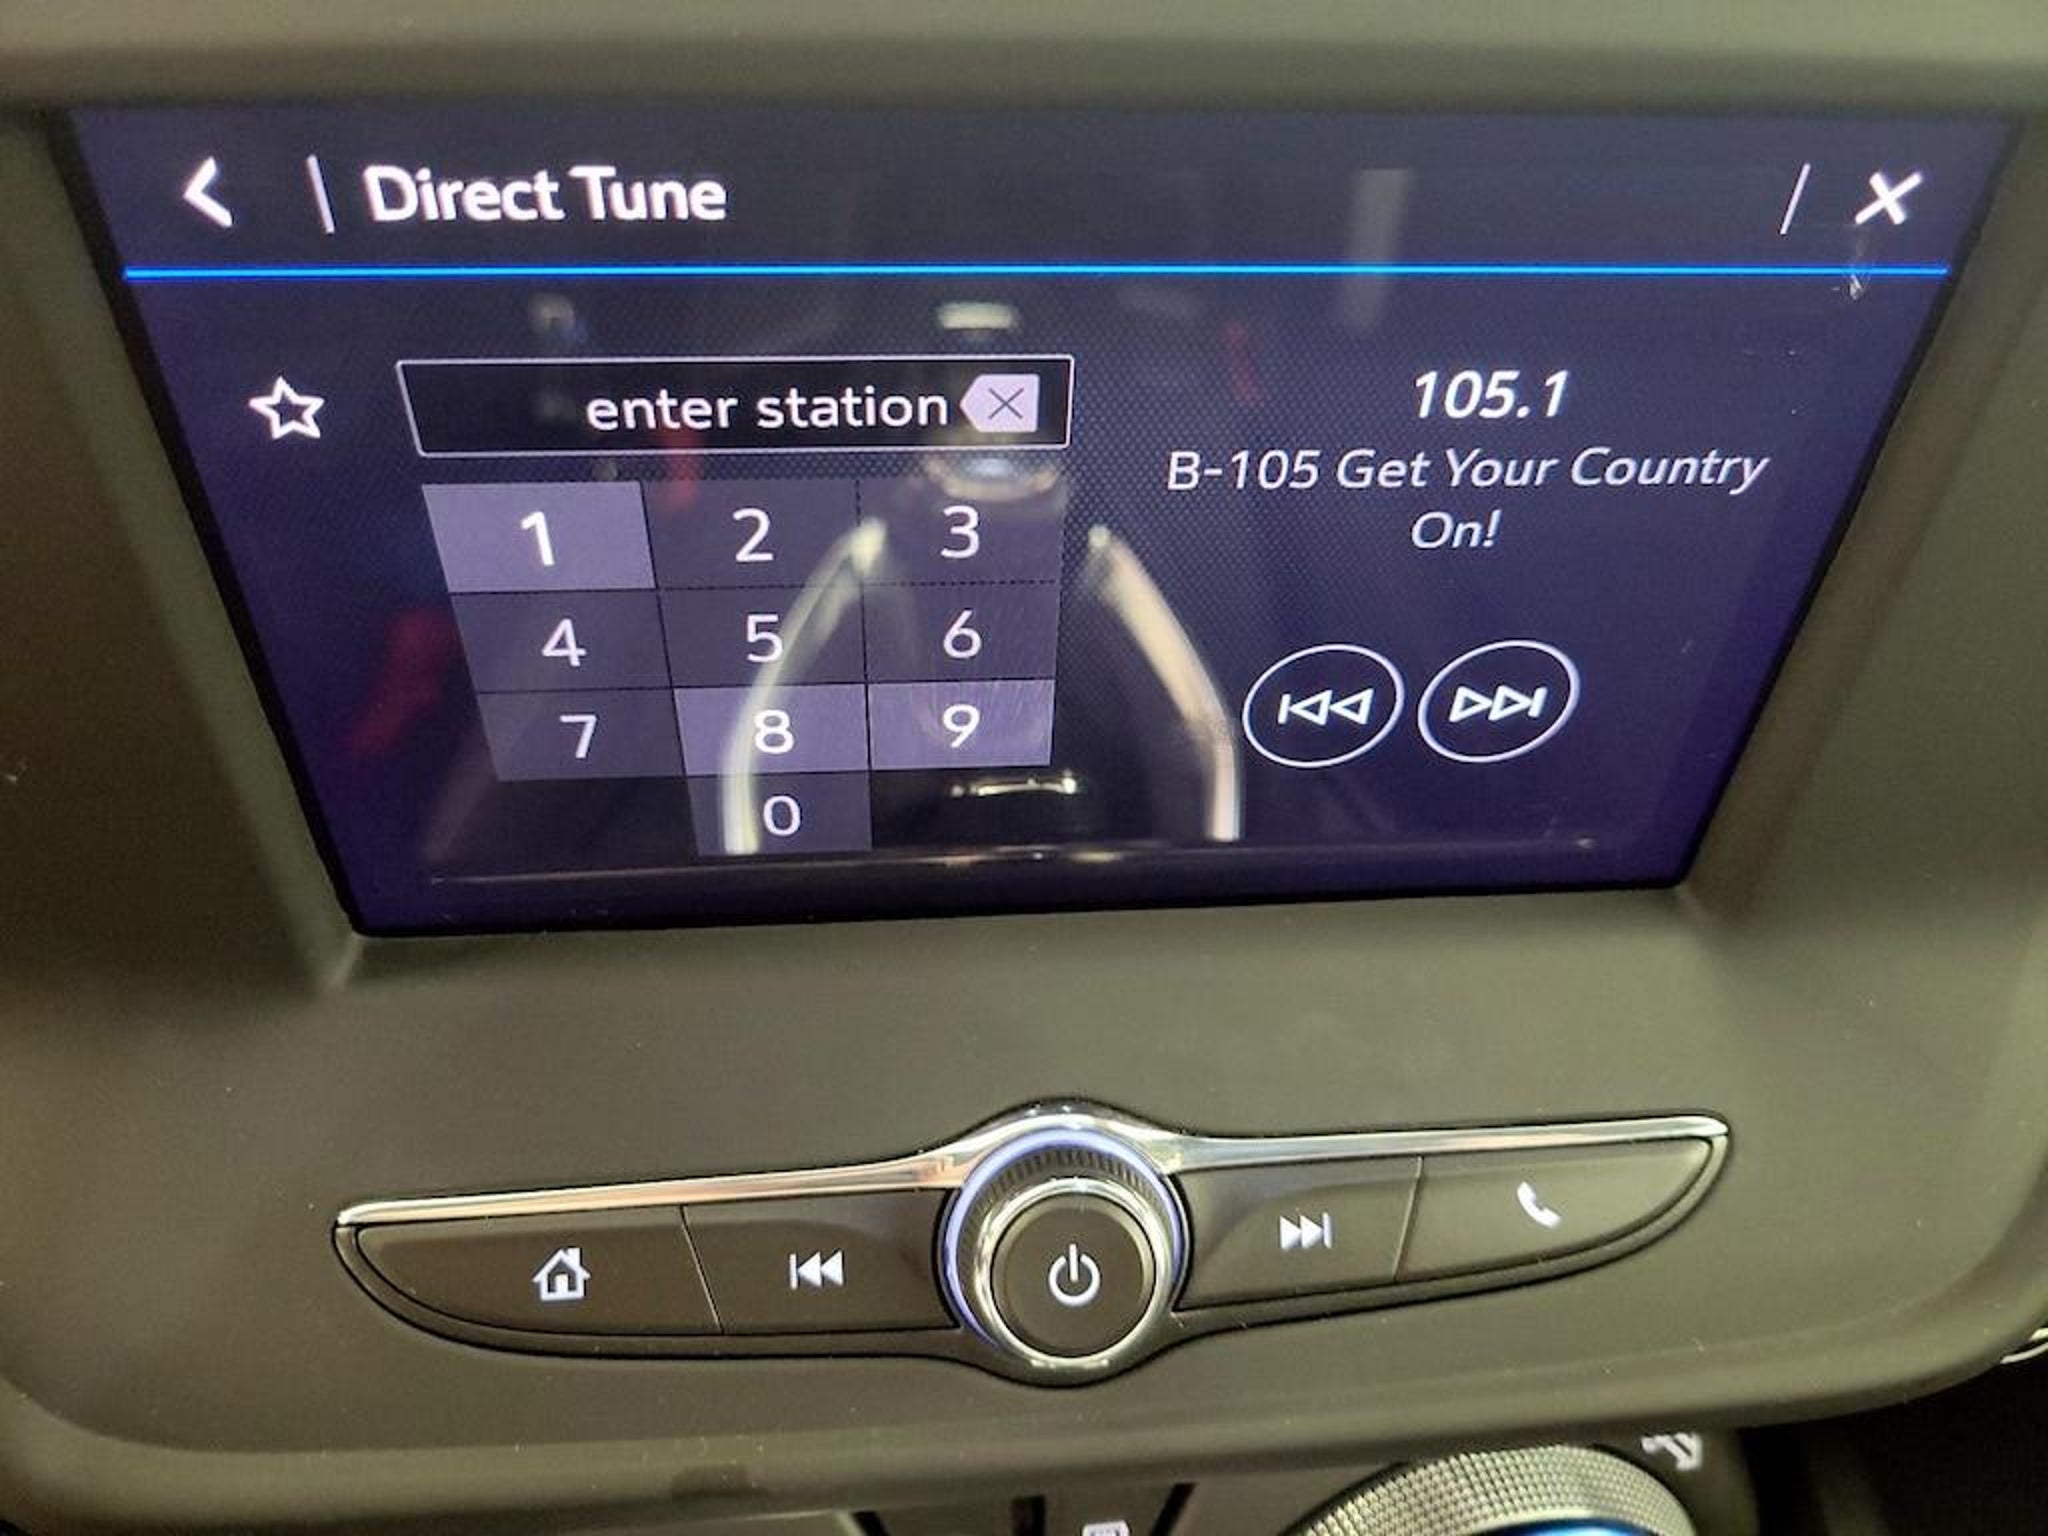 Direct Tune
enter station
105.1
B-105 Get Your Country
On!
1 2 3
4 5 6
7 8 9
0